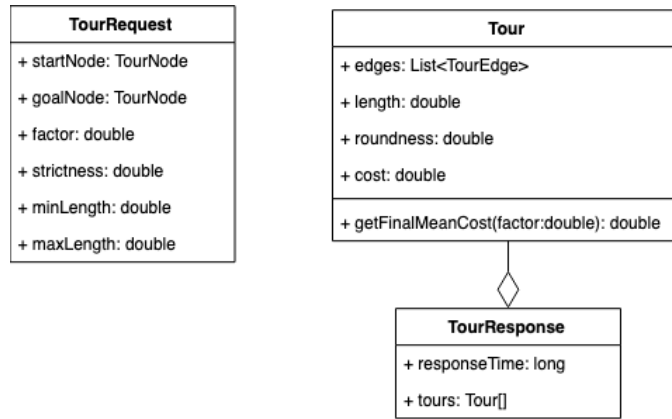 TourRequest
+ startNode: TourNode
+ goalNode: TourNode
+ factor: double
+ strictness: double
+ minLength: double
+ maxLength: double
Tour
+ edges: List<TourEdge>
+ length: double
+ roundness: double
+ cost: double
+ getFinalMeanCost(factor:double): double
TourResponse
+ responseTime: long
+ tours: Tour[]